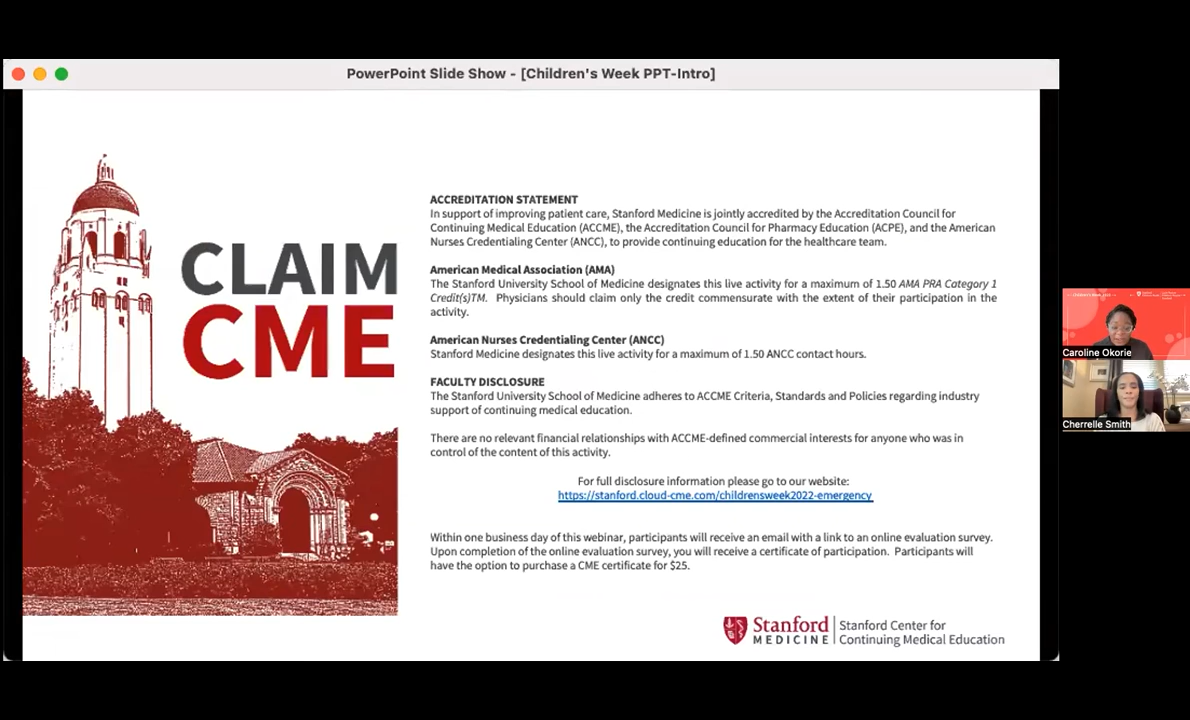 PowerPoint Slide Show - [Children's Week PPT-Intro]
CLAIM
CME
ACCREDITATION STATEMENT
In support of improving patient care, Stanford Medicine is jointly accredited by the Accreditation Council for
Continuing Medical Education (ACCME), the Accreditation Council for Pharmacy Education (ACPE), and the American
Nurses Credentialing Center (ANCC), to provide continuing education for the healthcare team.
American Medical Association (AMA)
The Stanford University School of Medicine designates this live activity for a maximum of 1.50 AMA PRA Category 1
Credit(s)TM. Physicians should claim only the credit commensurate with the extent of their participation in the
activity.
American Nurses Credentialing Center (ANCC)
Stanford Medicine designates this live activity for a maximum of 1.50 ANCC contact hours.
FACULTY DISCLOSURE
The Stanford University School of Medicine adheres to ACCME Criteria, Standards and Policies regarding industry
support of continuing medical education.
There are no relevant financial relationships with ACCME-defined commercial interests for anyone who was in
control of the content of this activity.
For full disclosure information please go to our website:
https://stanford.cloud-cme.com/childrensweek2022-emergency
Within one business day of this webinar, participants will receive an email with a link to an online evaluation survey.
Upon completion of the online evaluation survey, you will receive a certificate of participation. Participants will
have the option to purchase a CME certificate for $25.
Stanford
MEDICINE
Stanford Center for
Continuing Medical Education
Caroline Okorie
Cherrelle Smith